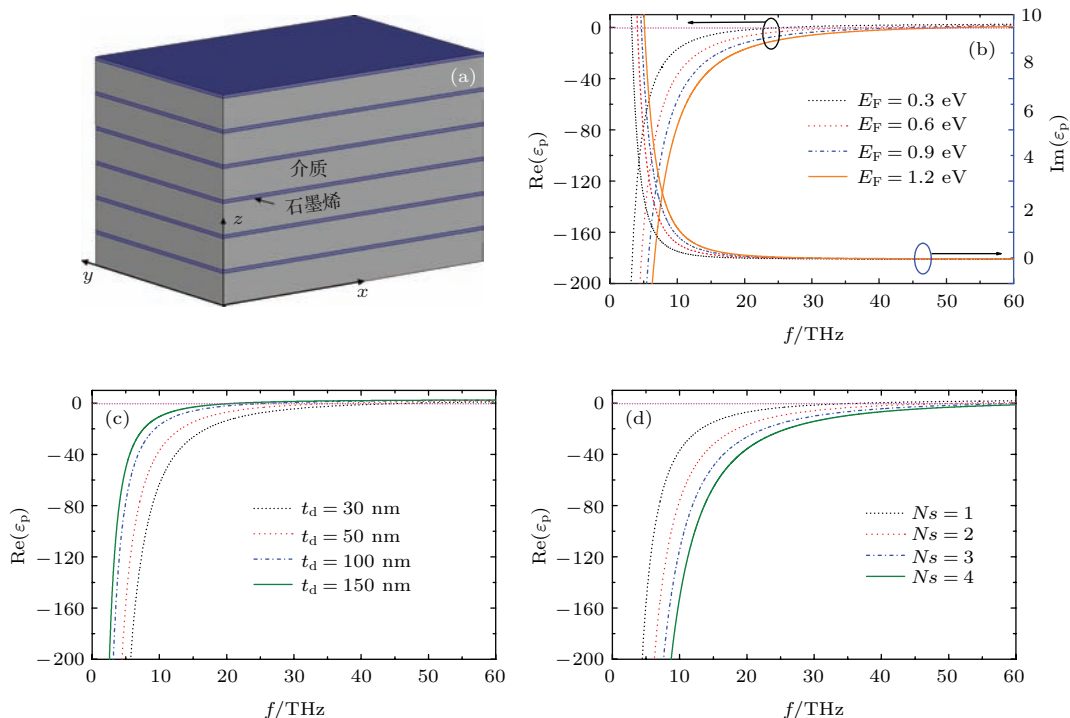 (a)
介质
石墨烯
z
y
x
(b)
0
−40
−80
−120
−160
−200
Re(εp)
10
8
6
4
2
0
Im(εp)
EF = 0.3 eV
EF = 0.6 eV
EF = 0.9 eV
EF = 1.2 eV
0 10 20 30 40 50 60
f/THz
(c)
0
−40
−80
−120
−160
−200
Re(εp)
td = 30 nm
td = 50 nm
td = 100 nm
td = 150 nm
0 10 20 30 40 50 60
f/THz
(d)
0
−40
−80
−120
−160
−200
Re(εp)
Ns = 1
Ns = 2
Ns = 3
Ns = 4
0 10 20 30 40 50 60
f/THz